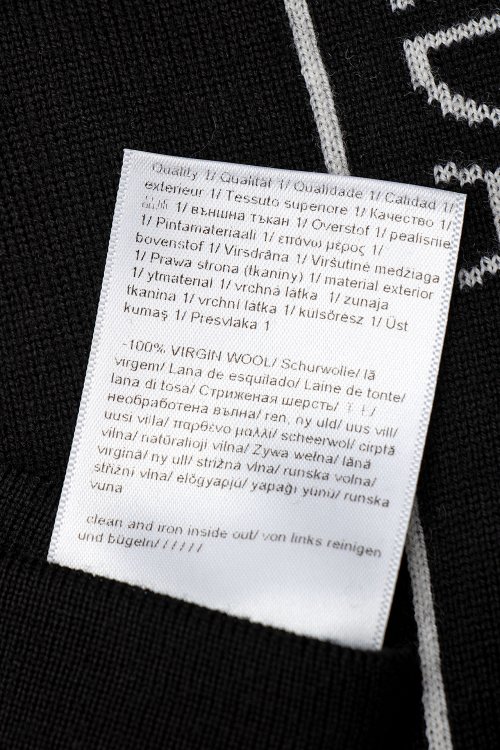 Quality 1/ Qualität 1/ Qualidade 1/ Calidad 1/
exterieur 1/ Tessuto superiore 1/ Качество 1/
品质 1/ външна тъкан 1/ Overstof 1/ pealismie
1/ Pintamateriaali 1/ επάνω μέρος 1/
bovenstof 1/ Virsdrāna 1/ Viršutinė medžiaga
1/ Prawa strona (tkaniny) 1/ material exterior
1/ ytmaterial 1/ vrchná látka 1/ zunaja
tkanina 1/ vrchní látka 1/ külsőrész 1/ Üst
kumaş 1/ Presvlaka 1
-100% VIRGIN WOOL/ Schurwolle/ lã
virgem/ Lana de esquilado/ Laine de tonte/
lana di tosa/ Стриженая шерсть/ /
необработена вълна/ ren, ny uld/ uus vill/
uusi villa/ παρθένο μαλλί/ scheerwol/ cirptā
vilna/ natūralioji vilna/ Żywa wełna/ lână
virgină/ ny ull/ strižná vlna/ runska volna/
střižní vlna/ élőgyapjú/ yapağı yünü/ runska
vuna
clean and iron inside out/ von links reinigen
und bügeln/ / / / / /